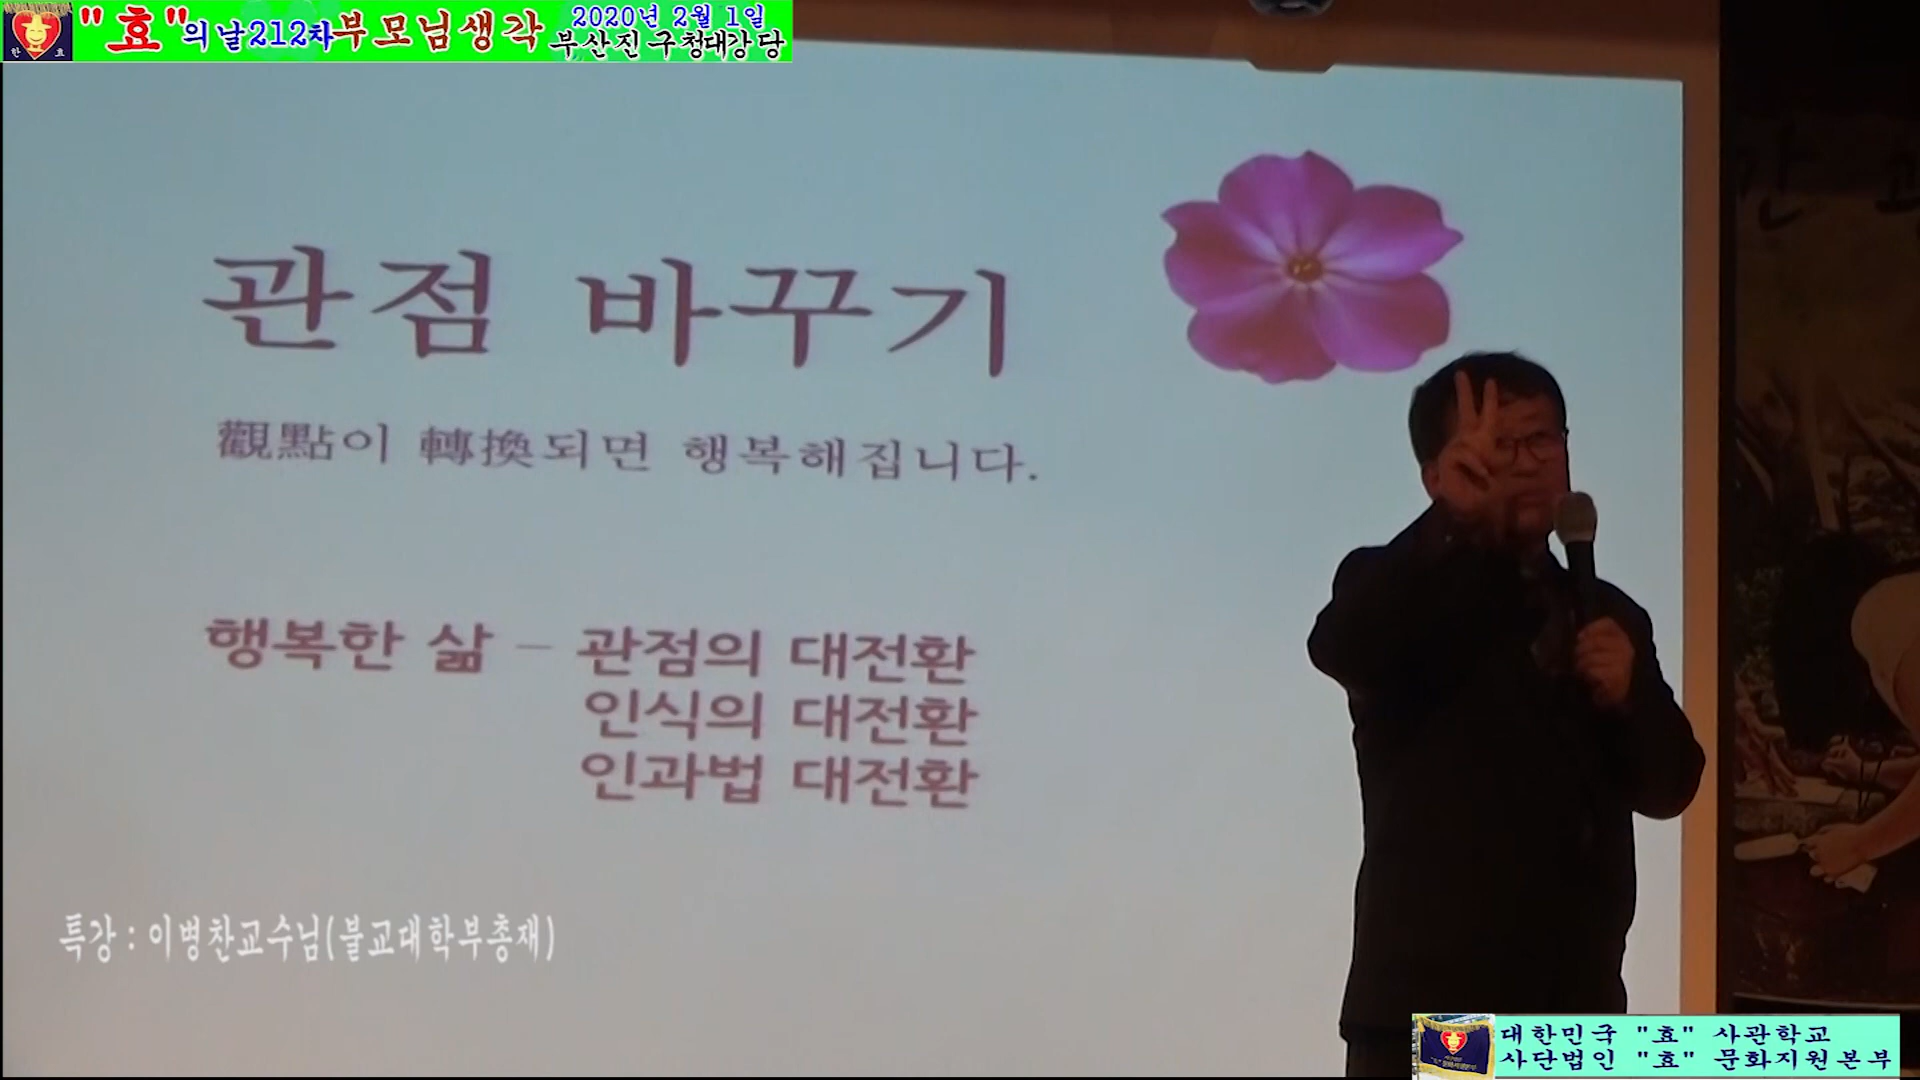 "효"의날212차부모님생각
2020년 2월 1일
부산진구청대강당
한 효
관점 바꾸기
觀點이 轉換되면 행복해집니다.
행복한 삶 - 관점의 대전환
인식의 대전환
인과법 대전환
특강 : 이병찬교수님(불교대학부총재)
대한민국 "효" 사관학교
사단법인 "효" 문화지원본부